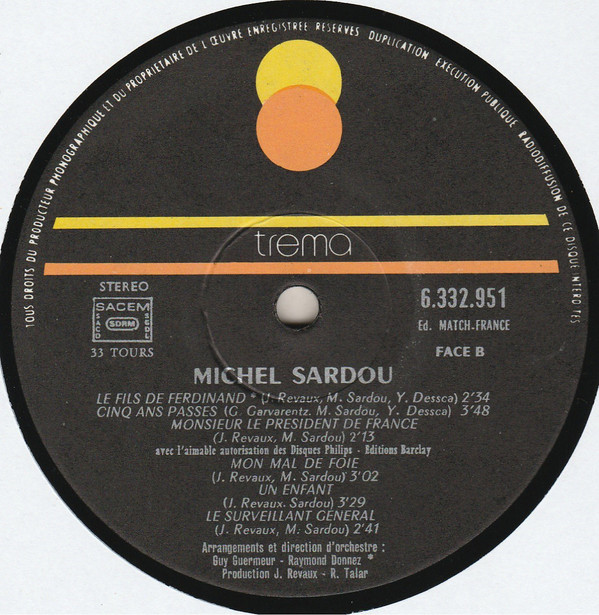 TOUS DROITS DU PRODUCTEUR PHONOGRAPHIQUE ET DU PROPRIETAIRE DE L'ŒUVRE ENREGISTREE RESERVES DUPLICATION EXECUTION PUBLIQUE RADIODIFFUSION DE CE DISQUE INTERDITES
trema
STEREO
SACEM
SACD SDRM SGDL
33 TOURS
6.332.951
Ed. MATCH-FRANCE
FACE B
MICHEL SARDOU
LE FILS DE FERDINAND * (J. Revaux, M. Sardou, Y. Dessca) 2'34
CINQ ANS PASSES (G. Garvarentz. M. Sardou, Y. Dessca) 3'48
MONSIEUR LE PRESIDENT DE FRANCE
(J. Revaux, M. Sardou) 2'13
avec l'aimable autorisation des Disques Philips - Editions Barclay
MON MAL DE FOIE
(J. Revaux, M. Sardou) 3'02
UN ENFANT
(J. Revaux. Sardou) 3'29
LE SURVEILLANT GENERAL
(J. Revaux, M. Sardou) 2'41
Arrangements et direction d'orchestre :
Guy Guermeur - Raymond Donnez *
Production J. Revaux - R. Talar